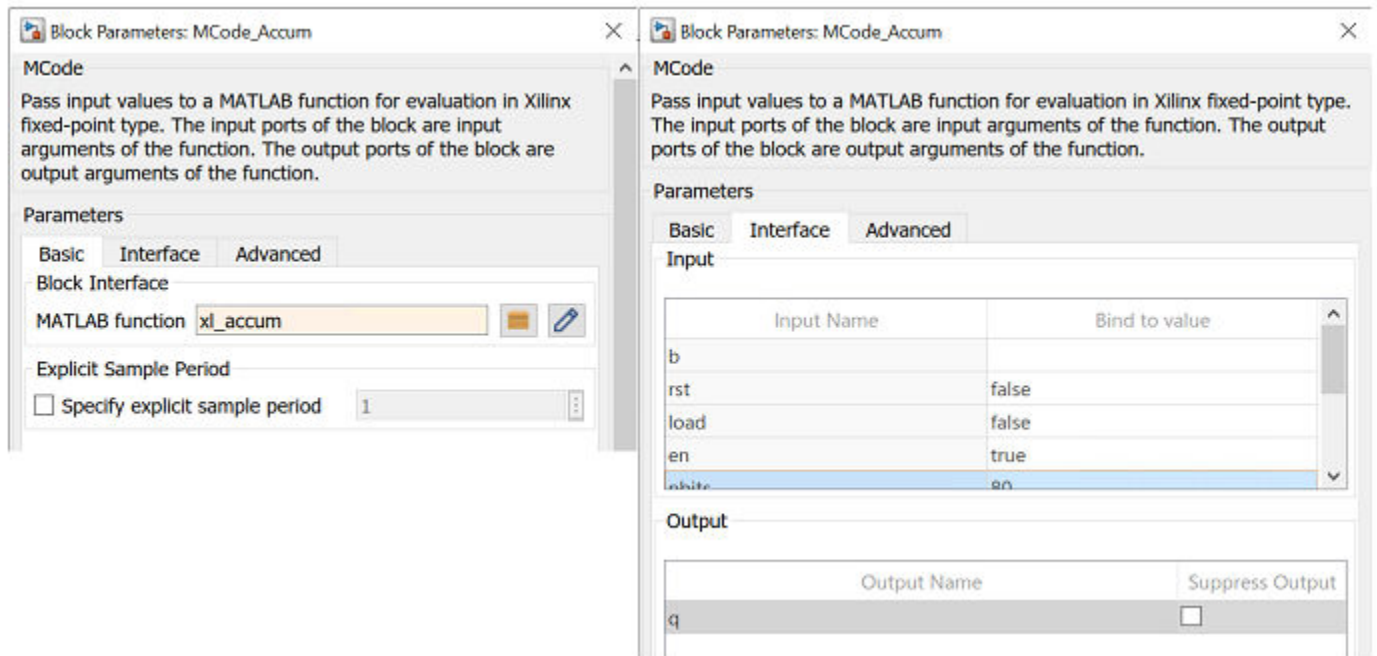 Block Parameters: MCode_Accum
MCode
Pass input values to a MATLAB function for evaluation in Xilinx
fixed-point type. The input ports of the block are input
arguments of the function. The output ports of the block are
output arguments of the function.
Parameters
Basic Interface Advanced
Block Interface
MATLAB function xl_accum
Explicit Sample Period
Specify explicit sample period 1
Block Parameters: MCode_Accum
MCode
Pass input values to a MATLAB function for evaluation in Xilinx fixed-point type.
The input ports of the block are input arguments of the function. The output
ports of the block are output arguments of the function.
Parameters
Basic Interface Advanced
Input
Input Name Bind to value
b
rst false
load false
en true
nbits 80
Output
Output Name Suppress Output
q